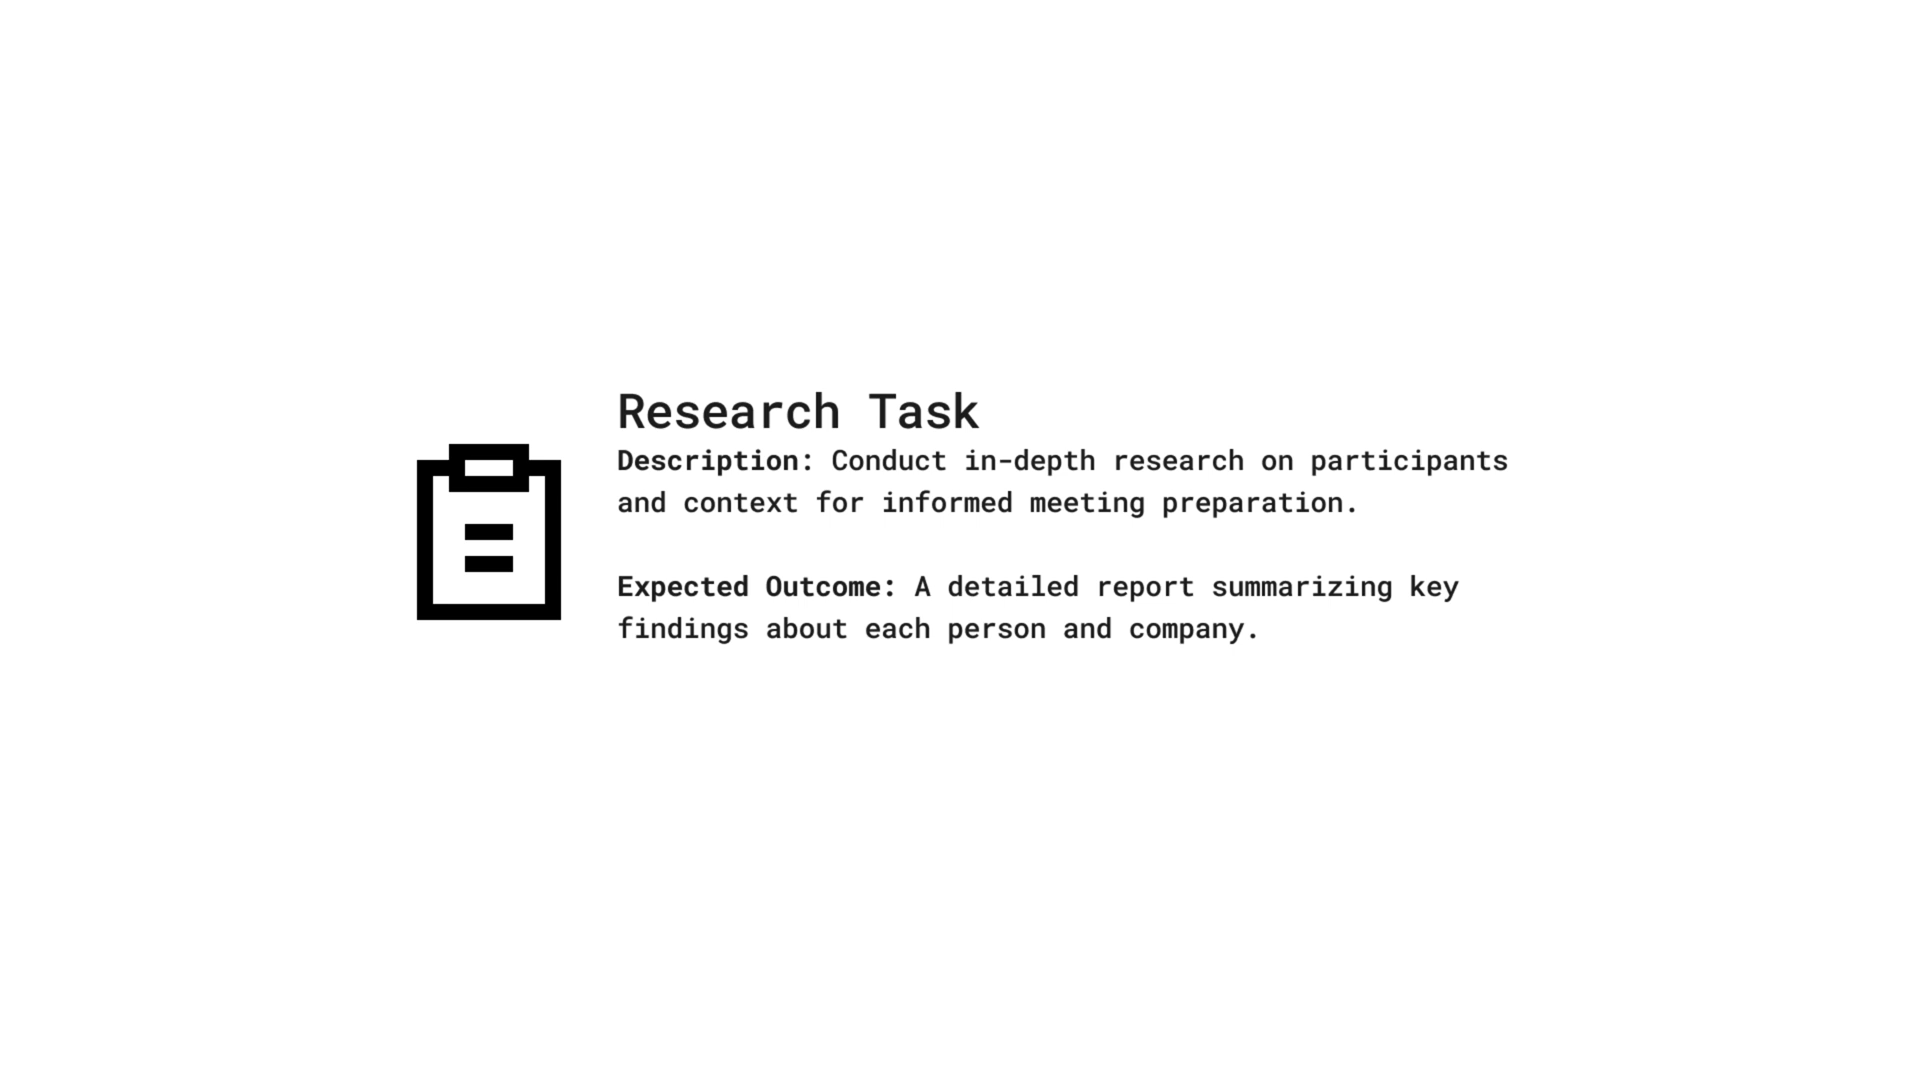 Research Task
Description: Conduct in-depth research on participants
and context for informed meeting preparation.
Expected Outcome: A detailed report summarizing key
findings about each person and company.